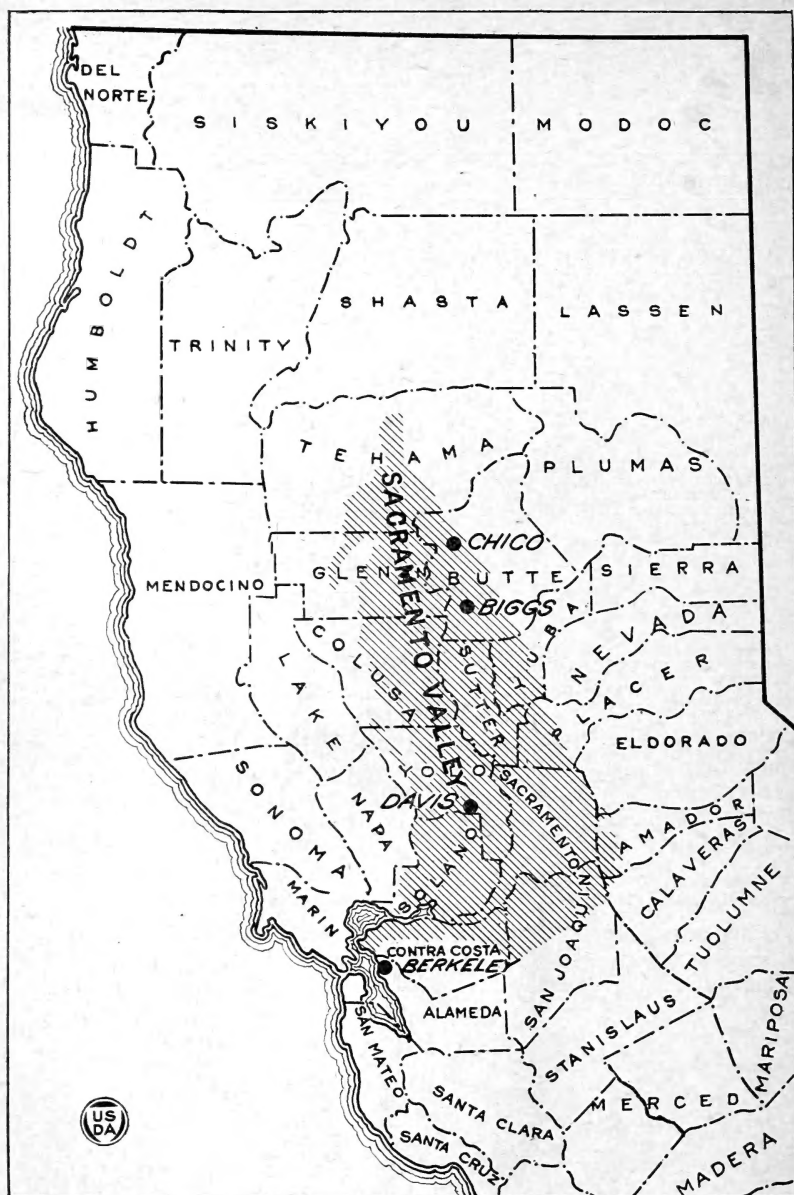 DEL
NORTE
SISKIYOU
MODOC
HUMBOLDT
TRINITY
SHASTA
LASSEN
TEHAMA
PLUMAS
SACRAMENTO VALLEY
CHICO
GLENN
BUTTE
SIERRA
MENDOCINO
BIGGS
YUBA
NEVADA
COLUSA
SUTTER
LAKE
PLACER
ELDORADO
YOLO
SONOMA
NAPA
DAVIS
SACRAMENTO
AMADOR
SOLANO
CALAVERAS
MARIN
SAN JOAQUIN
TUOLUMNE
CONTRA COSTA
BERKELEY
ALAMEDA
SAN MATEO
STANISLAUS
MARIPOSA
SANTA CLARA
MERCED
SANTA CRUZ
MADERA
US
DA